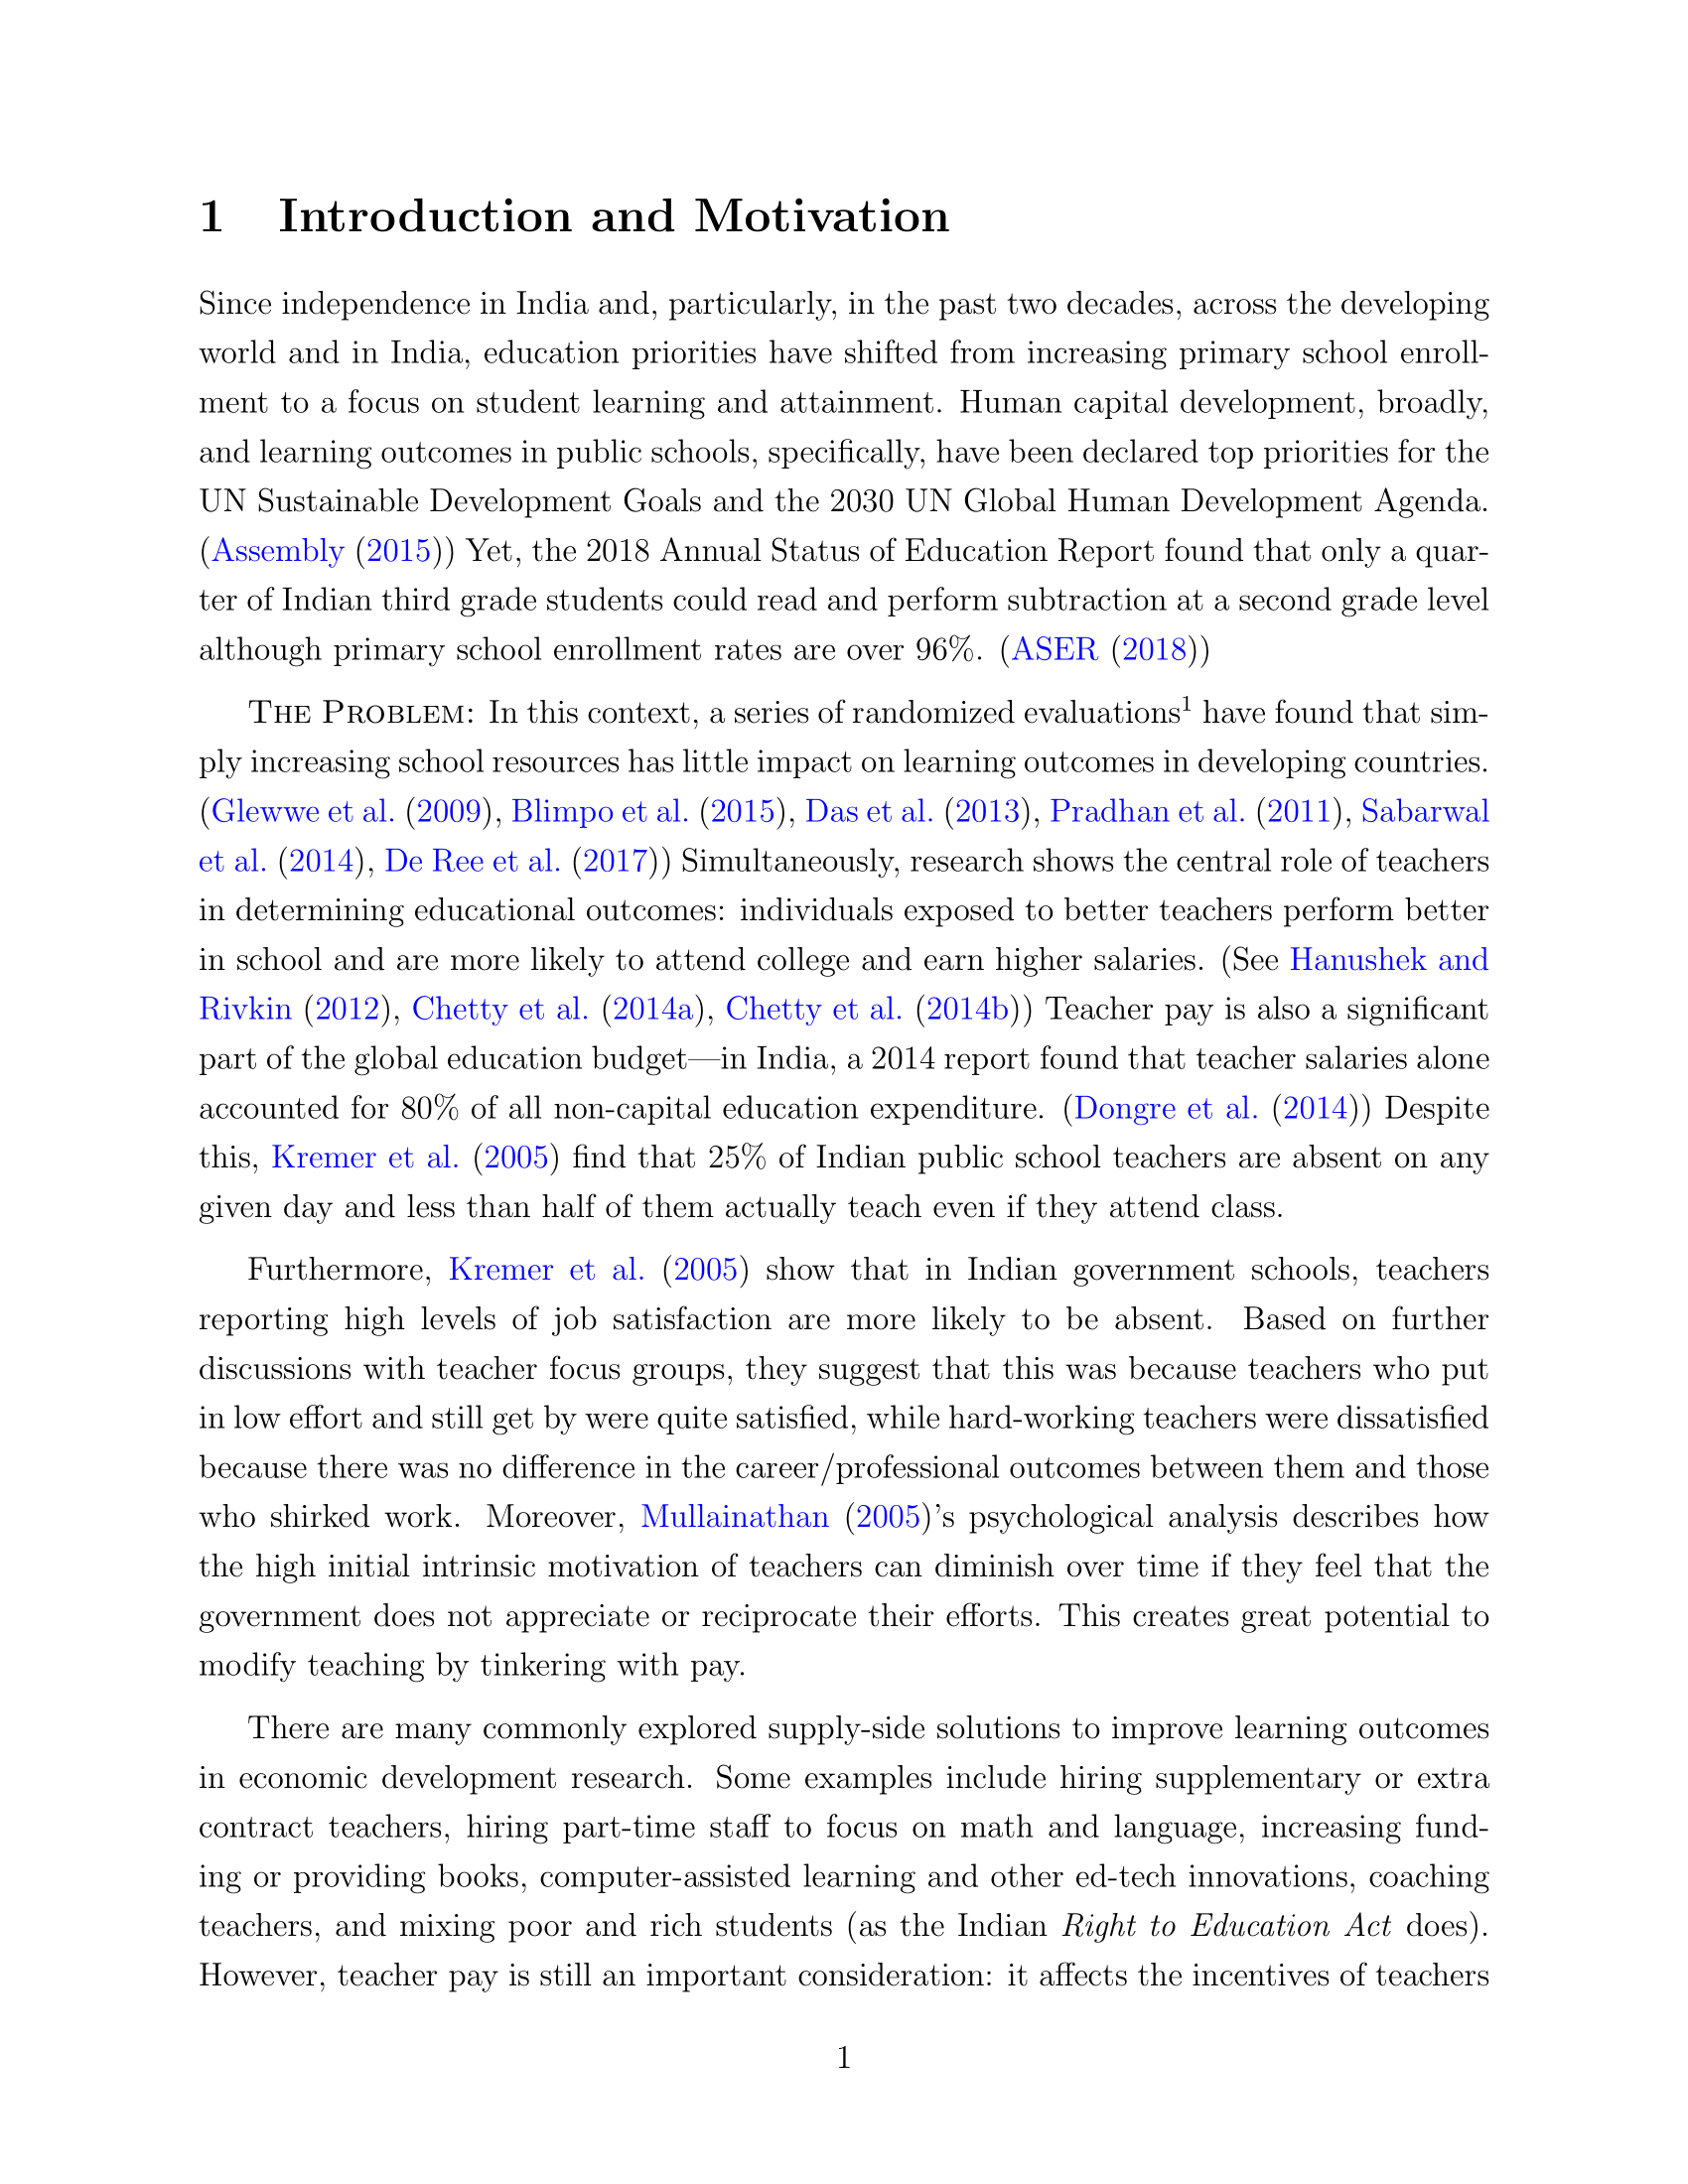 1 Introduction and Motivation
Since independence in India and, particularly, in the past two decades, across the developing
world and in India, education priorities have shifted from increasing primary school enroll-
ment to a focus on student learning and attainment. Human capital development, broadly,
and learning outcomes in public schools, specifically, have been declared top priorities for the
UN Sustainable Development Goals and the 2030 UN Global Human Development Agenda.
(Assembly (2015)) Yet, the 2018 Annual Status of Education Report found that only a quar-
ter of Indian third grade students could read and perform subtraction at a second grade level
although primary school enrollment rates are over 96%. (ASER (2018))
The Problem: In this context, a series of randomized evaluations¹ have found that sim-
ply increasing school resources has little impact on learning outcomes in developing countries.
(Glewwe et al. (2009), Blimpo et al. (2015), Das et al. (2013), Pradhan et al. (2011), Sabarwal
et al. (2014), De Ree et al. (2017)) Simultaneously, research shows the central role of teachers
in determining educational outcomes: individuals exposed to better teachers perform better
in school and are more likely to attend college and earn higher salaries. (See Hanushek and
Rivkin (2012), Chetty et al. (2014a), Chetty et al. (2014b)) Teacher pay is also a significant
part of the global education budget—in India, a 2014 report found that teacher salaries alone
accounted for 80% of all non-capital education expenditure. (Dongre et al. (2014)) Despite
this, Kremer et al. (2005) find that 25% of Indian public school teachers are absent on any
given day and less than half of them actually teach even if they attend class.
Furthermore, Kremer et al. (2005) show that in Indian government schools, teachers
reporting high levels of job satisfaction are more likely to be absent. Based on further
discussions with teacher focus groups, they suggest that this was because teachers who put
in low effort and still get by were quite satisfied, while hard-working teachers were dissatisfied
because there was no difference in the career/professional outcomes between them and those
who shirked work. Moreover, Mullainathan (2005)'s psychological analysis describes how
the high initial intrinsic motivation of teachers can diminish over time if they feel that the
government does not appreciate or reciprocate their efforts. This creates great potential to
modify teaching by tinkering with pay.
There are many commonly explored supply-side solutions to improve learning outcomes
in economic development research. Some examples include hiring supplementary or extra
contract teachers, hiring part-time staff to focus on math and language, increasing fund-
ing or providing books, computer-assisted learning and other ed-tech innovations, coaching
teachers, and mixing poor and rich students (as the Indian Right to Education Act does).
However, teacher pay is still an important consideration: it affects the incentives of teachers
1